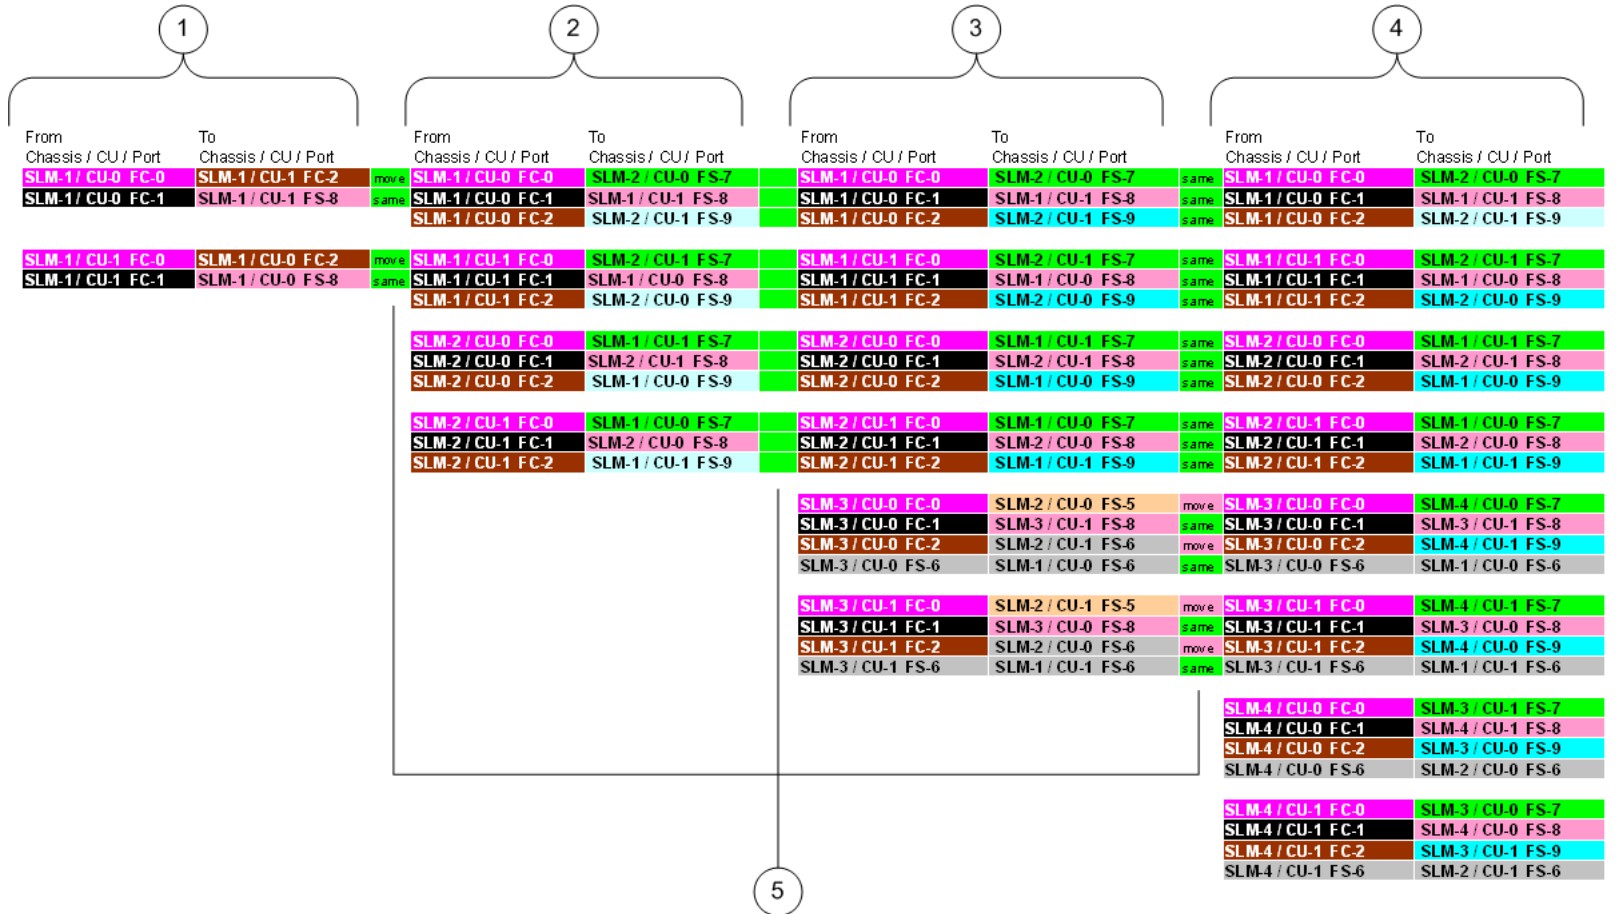 1 2 3 4
From To From To From To From To
Chassis / CU / Port Chassis / CU / Port Chassis / CU / Port Chassis / CU / Port Chassis / CU / Port Chassis / CU / Port Chassis / CU / Port Chassis / CU / Port
SLM-1 / CU-0 FC-0 SLM-1 / CU-1 FC-2 move SLM-1 / CU-0 FC-0 SLM-2 / CU-0 FS-7 SLM-1 / CU-0 FC-0 SLM-2 / CU-0 FS-7 same SLM-1 / CU-0 FC-0 SLM-2 / CU-0 FS-7
SLM-1 / CU-0 FC-1 SLM-1 / CU-1 FS-8 same SLM-1 / CU-0 FC-1 SLM-1 / CU-1 FS-8 SLM-1 / CU-0 FC-1 SLM-1 / CU-1 FS-8 same SLM-1 / CU-0 FC-1 SLM-1 / CU-1 FS-8
SLM-1 / CU-0 FC-2 SLM-2 / CU-1 FS-9 SLM-1 / CU-0 FC-2 SLM-2 / CU-1 FS-9 same SLM-1 / CU-0 FC-2 SLM-2 / CU-1 FS-9
SLM-1 / CU-1 FC-0 SLM-1 / CU-0 FC-2 move SLM-1 / CU-1 FC-0 SLM-2 / CU-1 FS-7 SLM-1 / CU-1 FC-0 SLM-2 / CU-1 FS-7 same SLM-1 / CU-1 FC-0 SLM-2 / CU-1 FS-7
SLM-1 / CU-1 FC-1 SLM-1 / CU-0 FS-8 same SLM-1 / CU-1 FC-1 SLM-1 / CU-0 FS-8 SLM-1 / CU-1 FC-1 SLM-1 / CU-0 FS-8 same SLM-1 / CU-1 FC-1 SLM-1 / CU-0 FS-8
SLM-1 / CU-1 FC-2 SLM-2 / CU-0 FS-9 SLM-1 / CU-1 FC-2 SLM-2 / CU-0 FS-9 same SLM-1 / CU-1 FC-2 SLM-2 / CU-0 FS-9
SLM-2 / CU-0 FC-0 SLM-1 / CU-1 FS-7 SLM-2 / CU-0 FC-0 SLM-1 / CU-1 FS-7 same SLM-2 / CU-0 FC-0 SLM-1 / CU-1 FS-7
SLM-2 / CU-0 FC-1 SLM-2 / CU-1 FS-8 SLM-2 / CU-0 FC-1 SLM-2 / CU-1 FS-8 same SLM-2 / CU-0 FC-1 SLM-2 / CU-1 FS-8
SLM-2 / CU-0 FC-2 SLM-1 / CU-0 FS-9 SLM-2 / CU-0 FC-2 SLM-1 / CU-0 FS-9 same SLM-2 / CU-0 FC-2 SLM-1 / CU-0 FS-9
SLM-2 / CU-1 FC-0 SLM-1 / CU-0 FS-7 SLM-2 / CU-1 FC-0 SLM-1 / CU-0 FS-7 same SLM-2 / CU-1 FC-0 SLM-1 / CU-0 FS-7
SLM-2 / CU-1 FC-1 SLM-2 / CU-0 FS-8 SLM-2 / CU-1 FC-1 SLM-2 / CU-0 FS-8 same SLM-2 / CU-1 FC-1 SLM-2 / CU-0 FS-8
SLM-2 / CU-1 FC-2 SLM-1 / CU-1 FS-9 SLM-2 / CU-1 FC-2 SLM-1 / CU-1 FS-9 same SLM-2 / CU-1 FC-2 SLM-1 / CU-1 FS-9
SLM-3 / CU-0 FC-0 SLM-2 / CU-0 FS-5 move SLM-3 / CU-0 FC-0 SLM-4 / CU-0 FS-7
SLM-3 / CU-0 FC-1 SLM-3 / CU-1 FS-8 same SLM-3 / CU-0 FC-1 SLM-3 / CU-1 FS-8
SLM-3 / CU-0 FC-2 SLM-2 / CU-1 FS-6 move SLM-3 / CU-0 FC-2 SLM-4 / CU-1 FS-9
SLM-3 / CU-0 FS-6 SLM-1 / CU-0 FS-6 same SLM-3 / CU-0 FS-6 SLM-1 / CU-0 FS-6
SLM-3 / CU-1 FC-0 SLM-2 / CU-1 FS-5 move SLM-3 / CU-1 FC-0 SLM-4 / CU-1 FS-7
SLM-3 / CU-1 FC-1 SLM-3 / CU-0 FS-8 same SLM-3 / CU-1 FC-1 SLM-3 / CU-0 FS-8
SLM-3 / CU-1 FC-2 SLM-2 / CU-0 FS-6 move SLM-3 / CU-1 FC-2 SLM-4 / CU-0 FS-9
SLM-3 / CU-1 FS-6 SLM-1 / CU-1 FS-6 same SLM-3 / CU-1 FS-6 SLM-1 / CU-1 FS-6
SLM-4 / CU-0 FC-0 SLM-3 / CU-1 FS-7
SLM-4 / CU-0 FC-1 SLM-4 / CU-1 FS-8
SLM-4 / CU-0 FC-2 SLM-3 / CU-0 FS-9
SLM-4 / CU-0 FS-6 SLM-2 / CU-0 FS-6
SLM-4 / CU-1 FC-0 SLM-3 / CU-0 FS-7
SLM-4 / CU-1 FC-1 SLM-4 / CU-0 FS-8
SLM-4 / CU-1 FC-2 SLM-3 / CU-1 FS-9
SLM-4 / CU-1 FS-6 SLM-2 / CU-1 FS-6
5